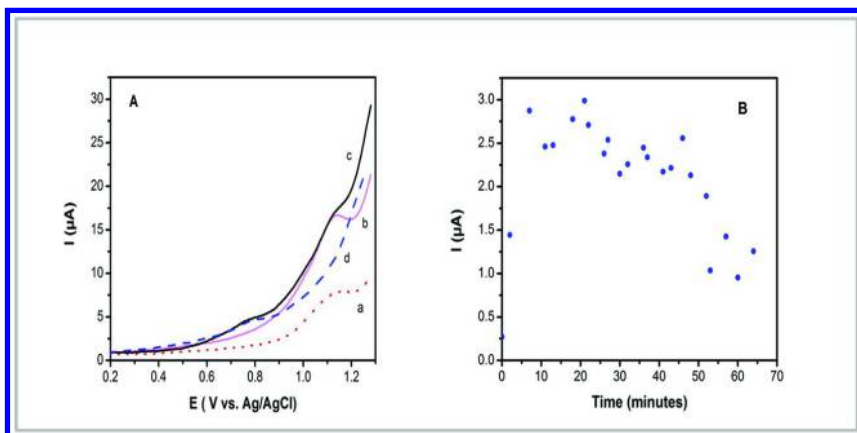 A
30
25
20
15
10
5
0
I (µA)
c
b
d
a
0.2 0.4 0.6 0.8 1.0 1.2
E ( V vs. Ag/AgCl)
B
3.0
2.5
2.0
1.5
1.0
0.5
0.0
I (µA)
0 10 20 30 40 50 60 70
Time (minutes)